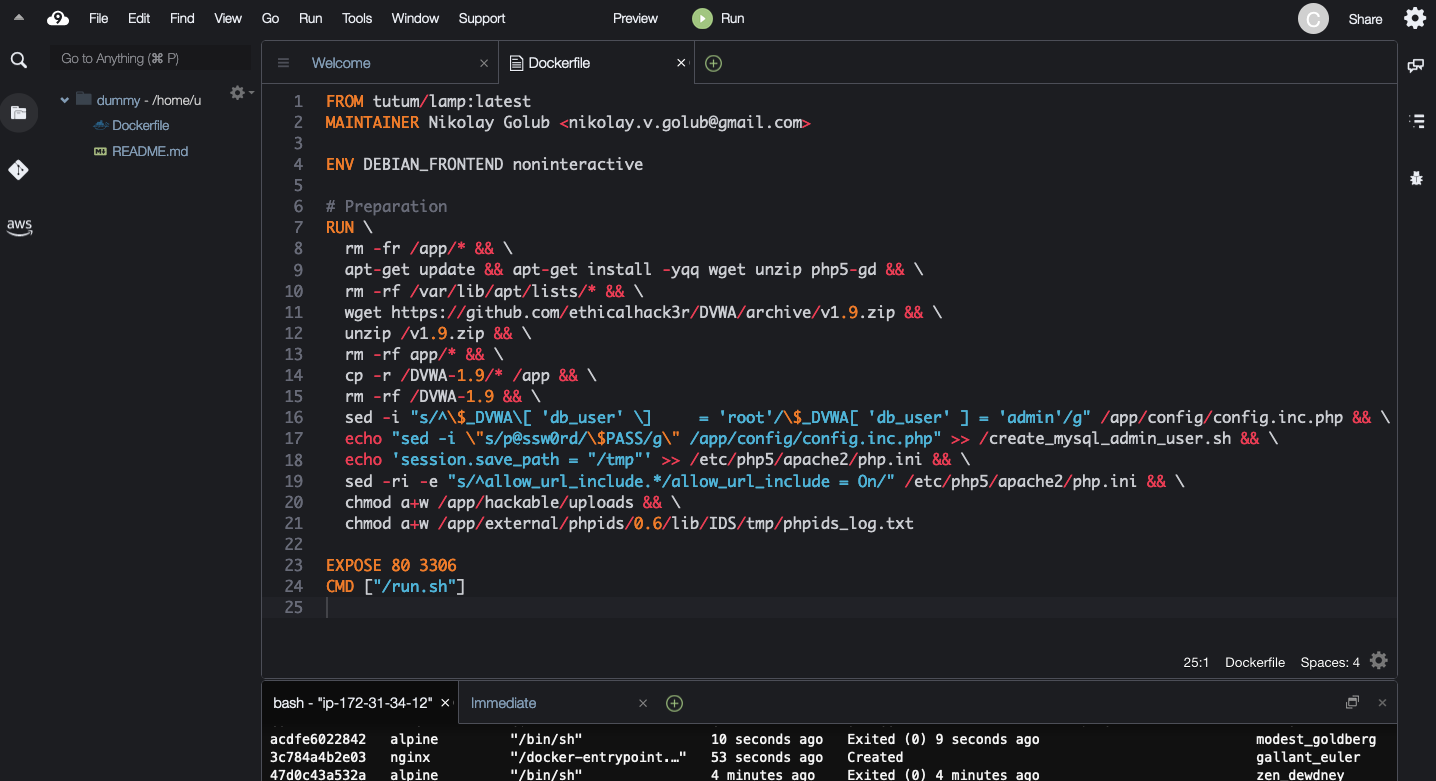 File Edit Find View Go Run Tools Window Support Preview Run C Share
Go to Anything (⌘ P)
dummy - /home/u
Dockerfile
README.md
aws
Welcome × Dockerfile ×
1 FROM tutum/lamp:latest
2 MAINTAINER Nikolay Golub <nikolay.v.golub@gmail.com>
3
4 ENV DEBIAN_FRONTEND noninteractive
5
6 # Preparation
7 RUN \
8 rm -fr /app/* && \
9 apt-get update && apt-get install -yqq wget unzip php5-gd && \
10 rm -rf /var/lib/apt/lists/* && \
11 wget https://github.com/ethicalhack3r/DVWA/archive/v1.9.zip && \
12 unzip /v1.9.zip && \
13 rm -rf app/* && \
14 cp -r /DVWA-1.9/* /app && \
15 rm -rf /DVWA-1.9 && \
16 sed -i "s/^\$_DVWA\[ 'db_user' \]     = 'root'/\$_DVWA[ 'db_user' ] = 'admin'/g" /app/config/config.inc.php && \
17 echo "sed -i \"s/p@ssw0rd/\$PASS/g\" /app/config/config.inc.php" >> /create_mysql_admin_user.sh && \
18 echo 'session.save_path = "/tmp"' >> /etc/php5/apache2/php.ini && \
19 sed -ri -e "s/^allow_url_include.*/allow_url_include = On/" /etc/php5/apache2/php.ini && \
20 chmod a+w /app/hackable/uploads && \
21 chmod a+w /app/external/phpids/0.6/lib/IDS/tmp/phpids_log.txt
22
23 EXPOSE 80 3306
24 CMD ["/run.sh"]
25
25:1 Dockerfile Spaces: 4
bash - "ip-172-31-34-12" × Immediate ×
acdfe6022842 alpine "/bin/sh" 10 seconds ago Exited (0) 9 seconds ago modest_goldberg
3c784a4b2e03 nginx "/docker-entrypoint.…" 53 seconds ago Created gallant_euler
47d0c43a532a alpine "/bin/sh" 4 minutes ago Exited (0) 4 minutes ago zen_dewdney